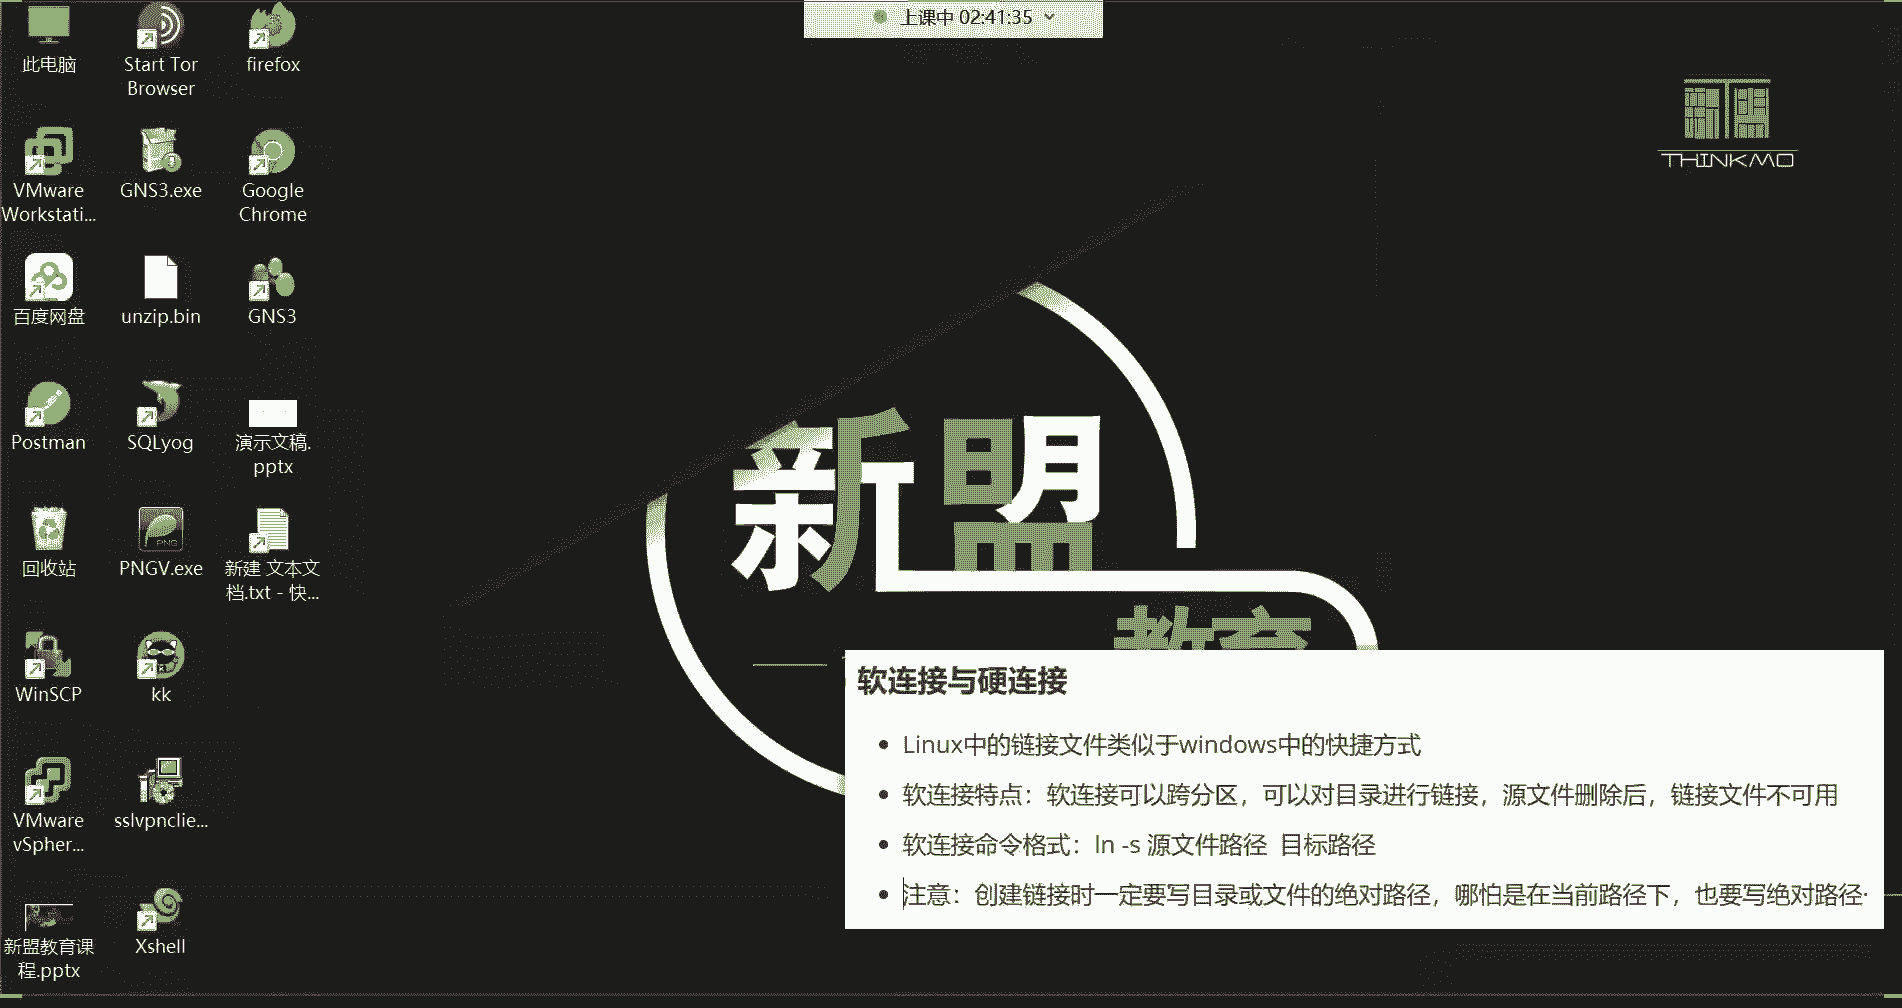 上课中 02:41:35
此电脑
Start Tor
Browser
firefox
THINKMO
VMware
Workstati...
GNS3.exe
Google
Chrome
百度网盘
unzip.bin
GNS3
Postman
SQLyog
演示文稿.
pptx
新盟
教育
回收站
PNG
PNGV.exe
新建 文本文
档.txt - 快...
WinSCP
kk
VMware
vSpher...
sslvpnclie...
新盟教育课
程.pptx
Xshell
软连接与硬连接
Linux中的链接文件类似于windows中的快捷方式
软连接特点：软连接可以跨分区，可以对目录进行链接，源文件删除后，链接文件不可用
软连接命令格式：ln -s 源文件路径 目标路径
注意：创建链接时一定要写目录或文件的绝对路径，哪怕是在当前路径下，也要写绝对路径·